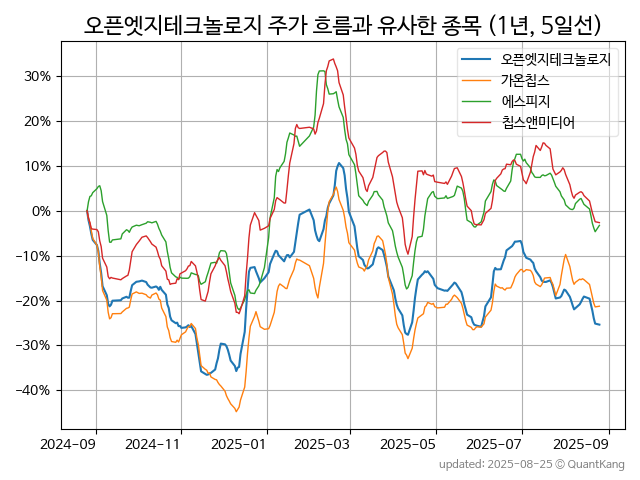 오픈엣지테크놀로지 주가 흐름과 유사한 종목 (1년, 5일선)
오픈엣지테크놀로지
가온칩스
에스피지
칩스앤미디어
30%
20%
10%
0%
−10%
−20%
−30%
−40%
2024-09 2024-11 2025-01 2025-03 2025-05 2025-07 2025-09
updated: 2025-08-25 © QuantKang